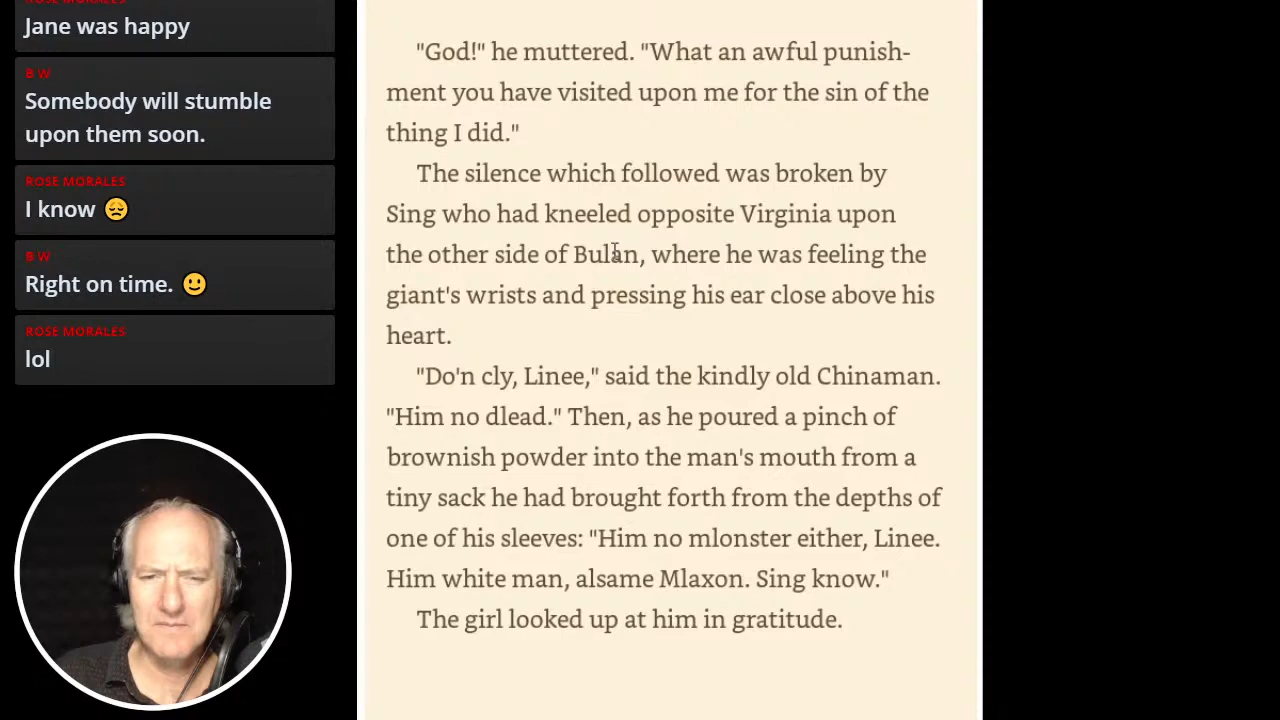 ROSE MORALES
Jane was happy
B W
Somebody will stumble
upon them soon.
ROSE MORALES
I know 😞
B W
Right on time. 🙂
ROSE MORALES
lol
"God!" he muttered. "What an awful punish-
ment you have visited upon me for the sin of the
thing I did."
The silence which followed was broken by
Sing who had kneeled opposite Virginia upon
the other side of Bulan, where he was feeling the
giant's wrists and pressing his ear close above his
heart.
"Do'n cly, Linee," said the kindly old Chinaman.
"Him no dlead." Then, as he poured a pinch of
brownish powder into the man's mouth from a
tiny sack he had brought forth from the depths of
one of his sleeves: "Him no mlonster either, Linee.
Him white man, alsame Mlaxon. Sing know."
The girl looked up at him in gratitude.